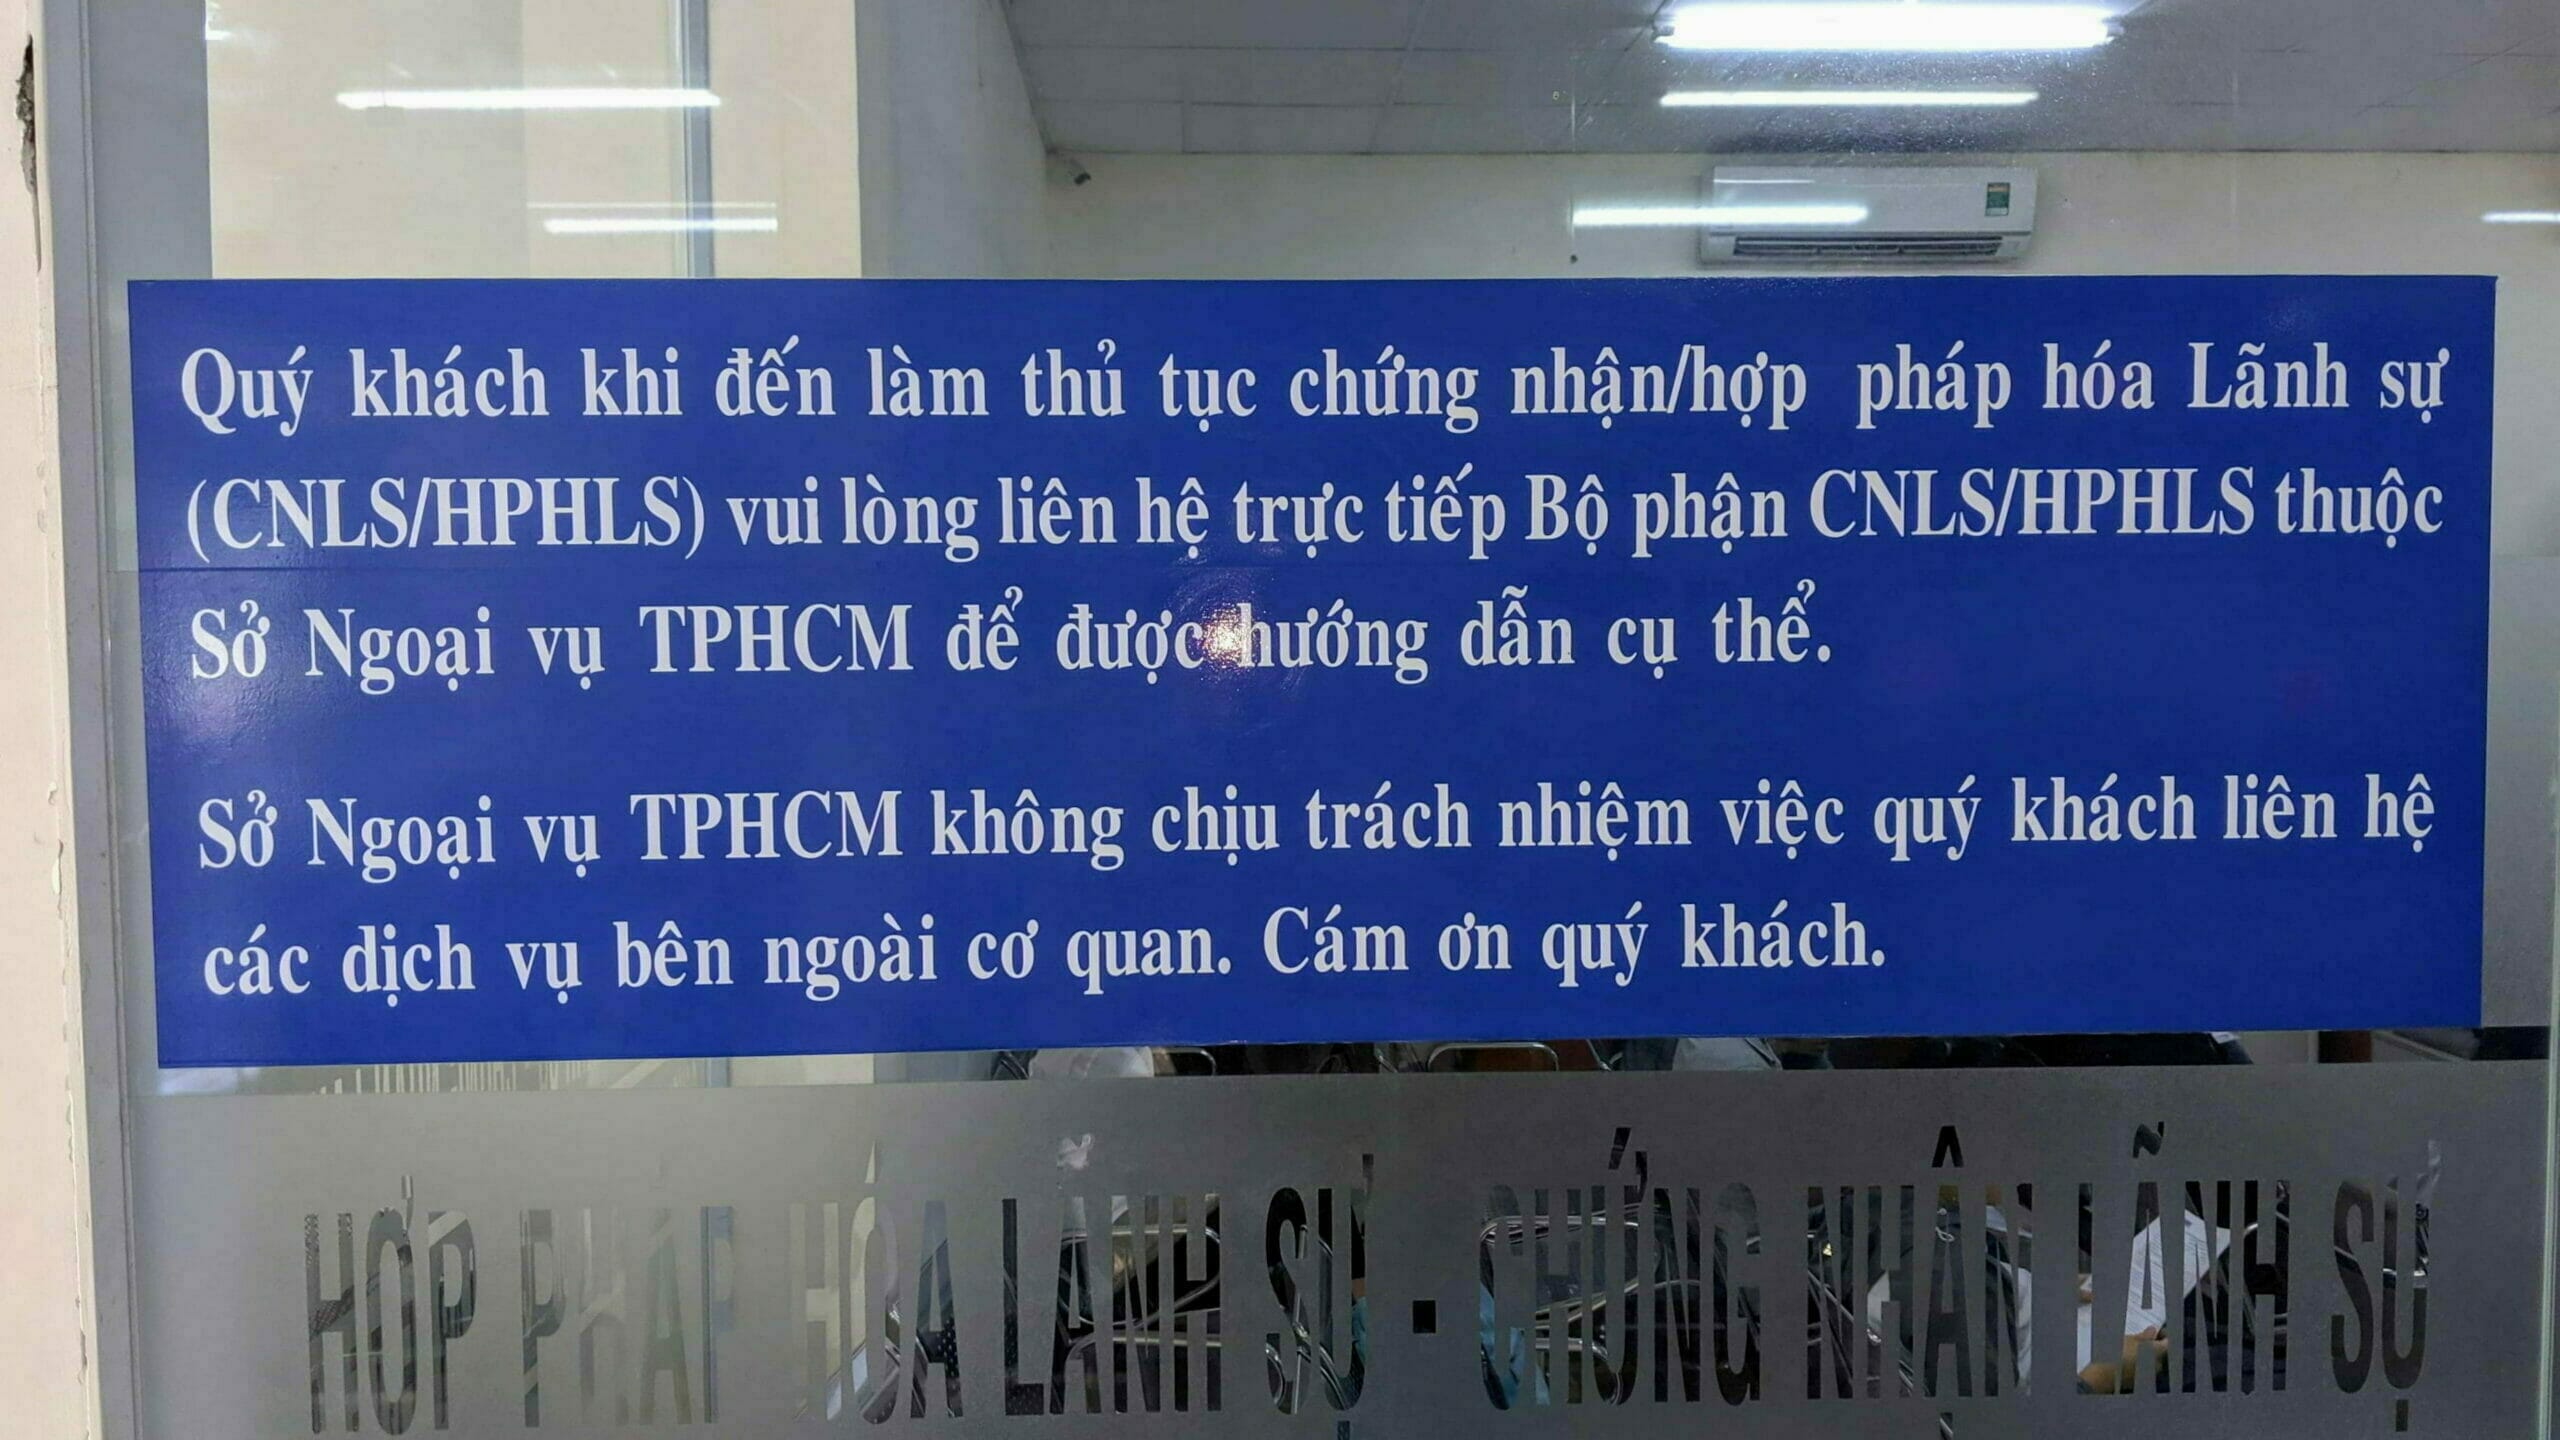 Quý khách khi đến làm thủ tục chứng nhận/hợp pháp hóa Lãnh sự
(CNLS/HPHLS) vui lòng liên hệ trực tiếp Bộ phận CNLS/HPHLS thuộc
Sở Ngoại vụ TPHCM để được hướng dẫn cụ thể.
Sở Ngoại vụ TPHCM không chịu trách nhiệm việc quý khách liên hệ
các dịch vụ bên ngoài cơ quan. Cám ơn quý khách.
HỢP PHÁP HÓA LÃNH SỰ - CHỨNG NHẬN LÃNH SỰ